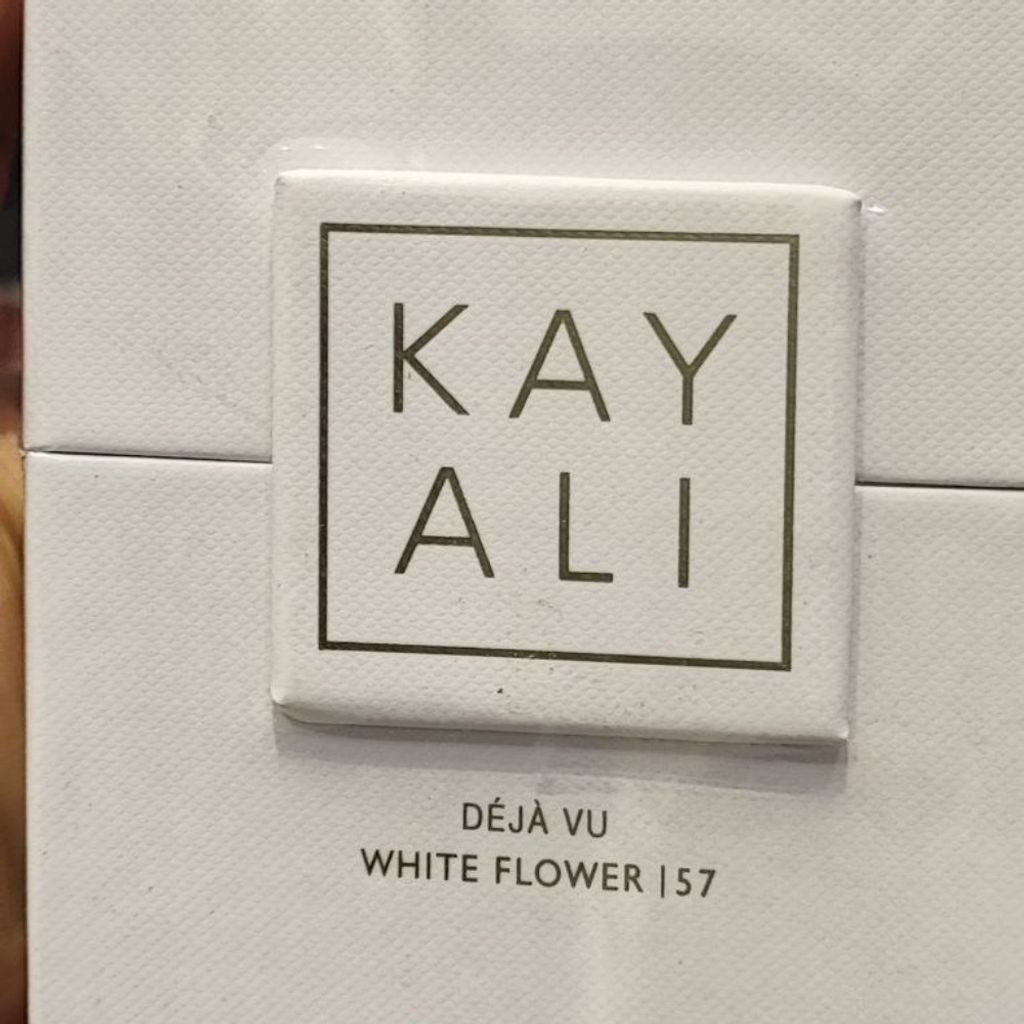 KAY
ALI
DÉJÀ VU
WHITE FLOWER | 57